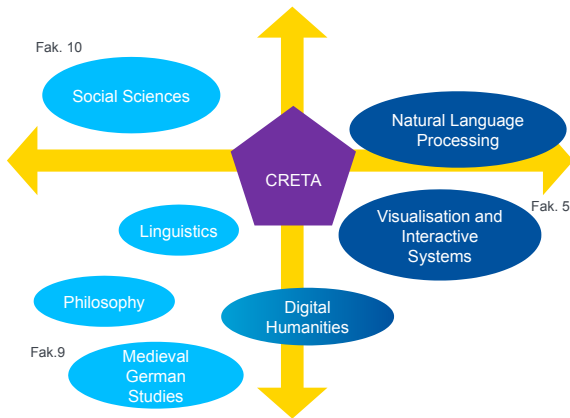 Fak. 10
Social Sciences
Natural Language
Processing
CRETA
Fak. 5
Visualisation and
Interactive
Systems
Linguistics
Philosophy
Digital
Humanities
Fak.9
Medieval
German
Studies